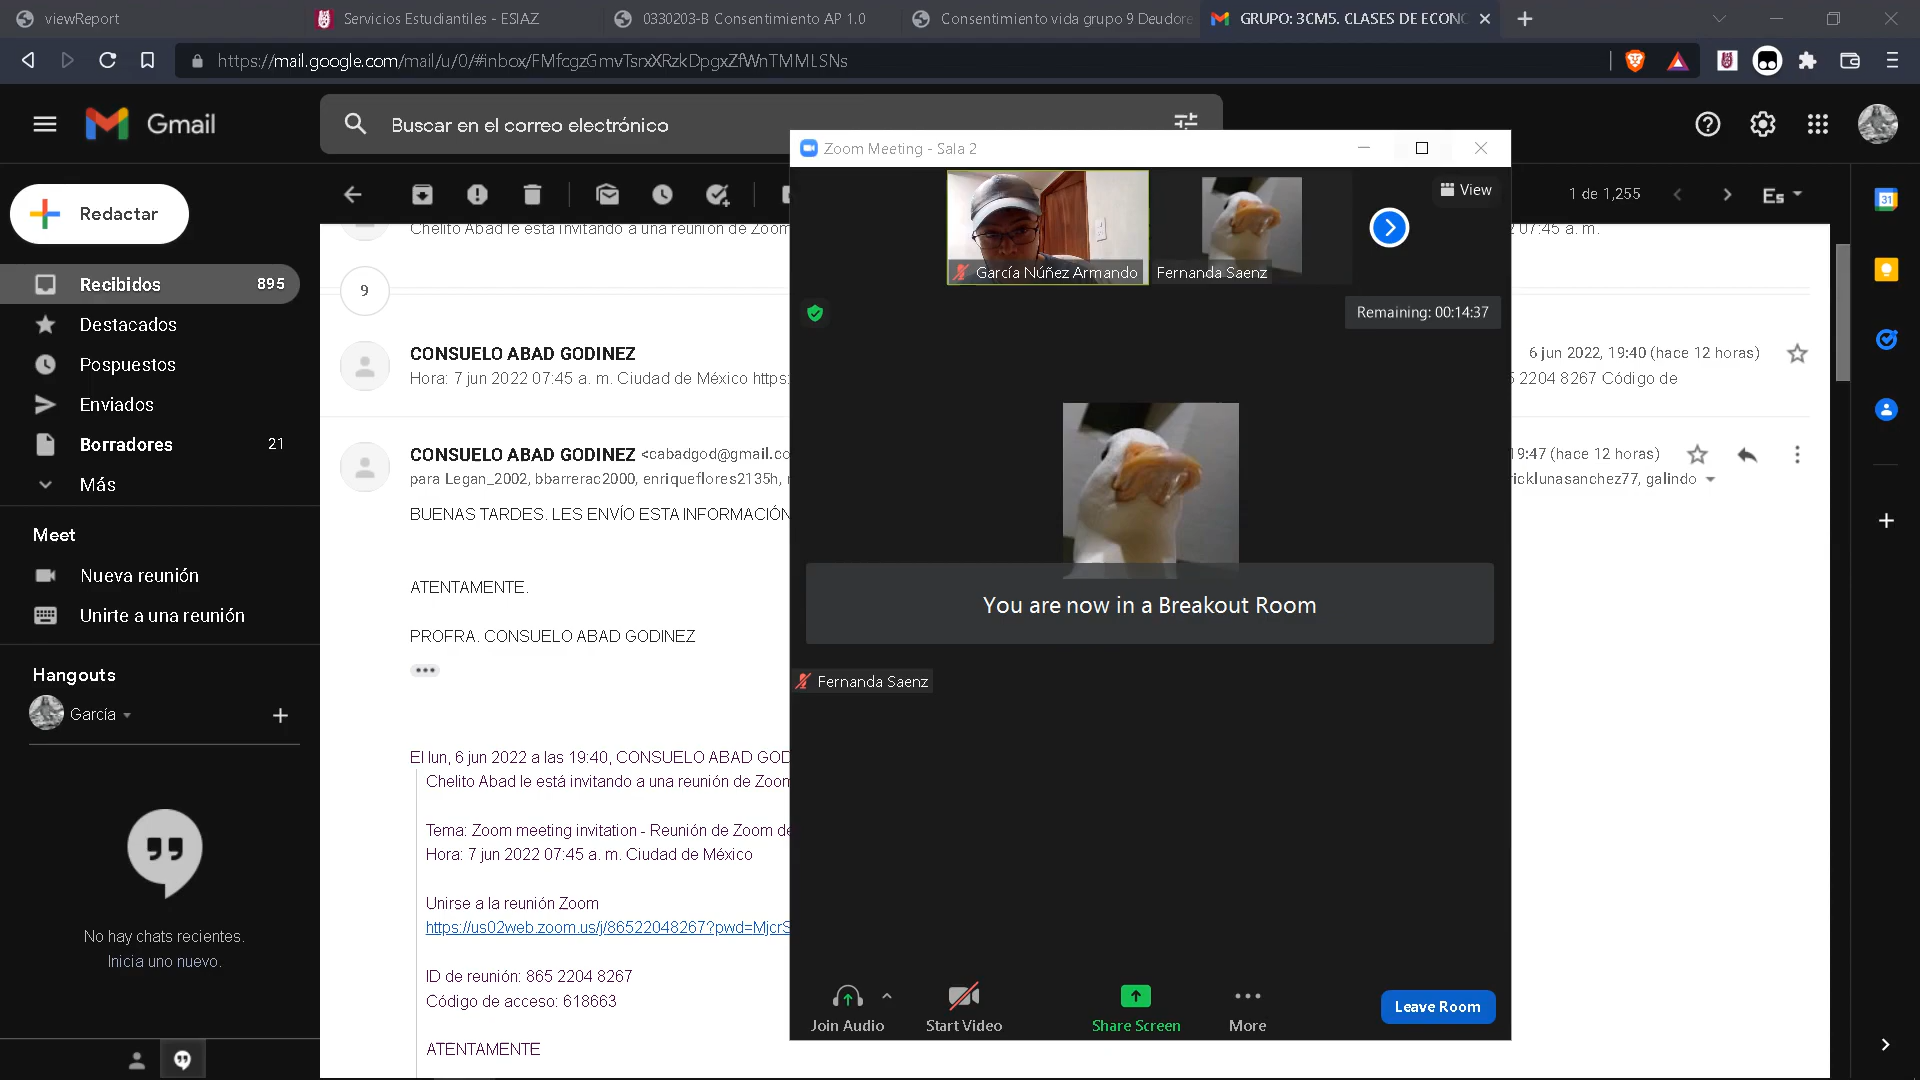 viewReport
Servicios Estudiantiles - ESIAZ
0330203-B Consentimiento AP 1.0
Consentimiento vida grupo 9 Deudore
GRUPO: 3CM5. CLASES DE ECONO
https://mail.google.com/mail/u/0/#inbox/FMfcgzGmvTsrxXRzkDpgxZfWnTMMLSNs
Gmail
Buscar en el correo electrónico
Zoom Meeting - Sala 2
View
1 de 1,255
Es
Redactar
Chelito Abad le está invitando a una reunión de Zoom
07:45 a. m.
García Núñez Armando
Fernanda Saenz
Recibidos 895
9
Remaining: 00:14:37
Destacados
CONSUELO ABAD GODINEZ
6 jun 2022, 19:40 (hace 12 horas)
Pospuestos
Hora: 7 jun 2022 07:45 a. m. Ciudad de México https:
2204 8267 Código de
Enviados
Borradores 21
CONSUELO ABAD GODINEZ <cabadgod@gmail.co
19:47 (hace 12 horas)
para Legan_2002, bbarrerac2000, enriqueflores2135h,
ricklunasanchez77, galindo
Más
BUENAS TARDES. LES ENVÍO ESTA INFORMACIÓN
Meet
Nueva reunión
ATENTAMENTE.
You are now in a Breakout Room
Unirte a una reunión
PROFRA. CONSUELO ABAD GODINEZ
Hangouts
Fernanda Saenz
García
El lun, 6 jun 2022 a las 19:40, CONSUELO ABAD GOD
Chelito Abad le está invitando a una reunión de Zoom
Tema: Zoom meeting invitation - Reunión de Zoom de
Hora: 7 jun 2022 07:45 a. m. Ciudad de México
Unirse a la reunión Zoom
https://us02web.zoom.us/j/86522048267?pwd=MjcrS
No hay chats recientes.
Inicia uno nuevo.
ID de reunión: 865 2204 8267
Código de acceso: 618663
Join Audio
Start Video
Share Screen
More
Leave Room
ATENTAMENTE